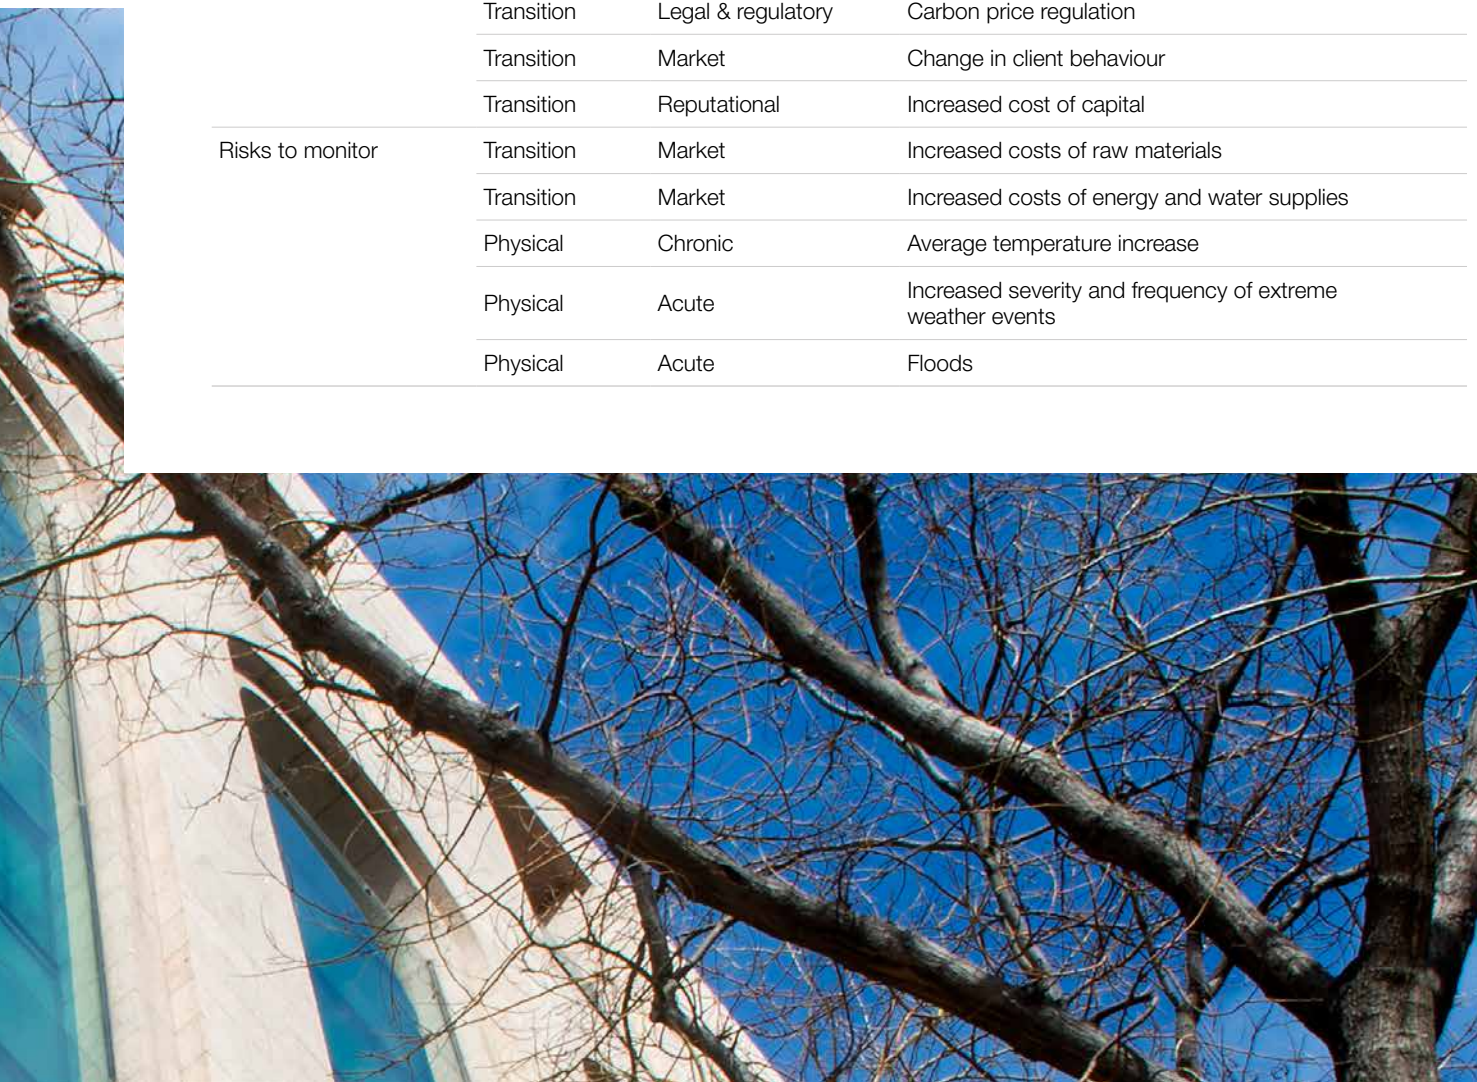 Transition Legal & regulatory Carbon price regulation
Transition Market Change in client behaviour
Transition Reputational Increased cost of capital
Risks to monitor Transition Market Increased costs of raw materials
Transition Market Increased costs of energy and water supplies
Physical Chronic Average temperature increase
Physical Acute Increased severity and frequency of extreme
weather events
Physical Acute Floods